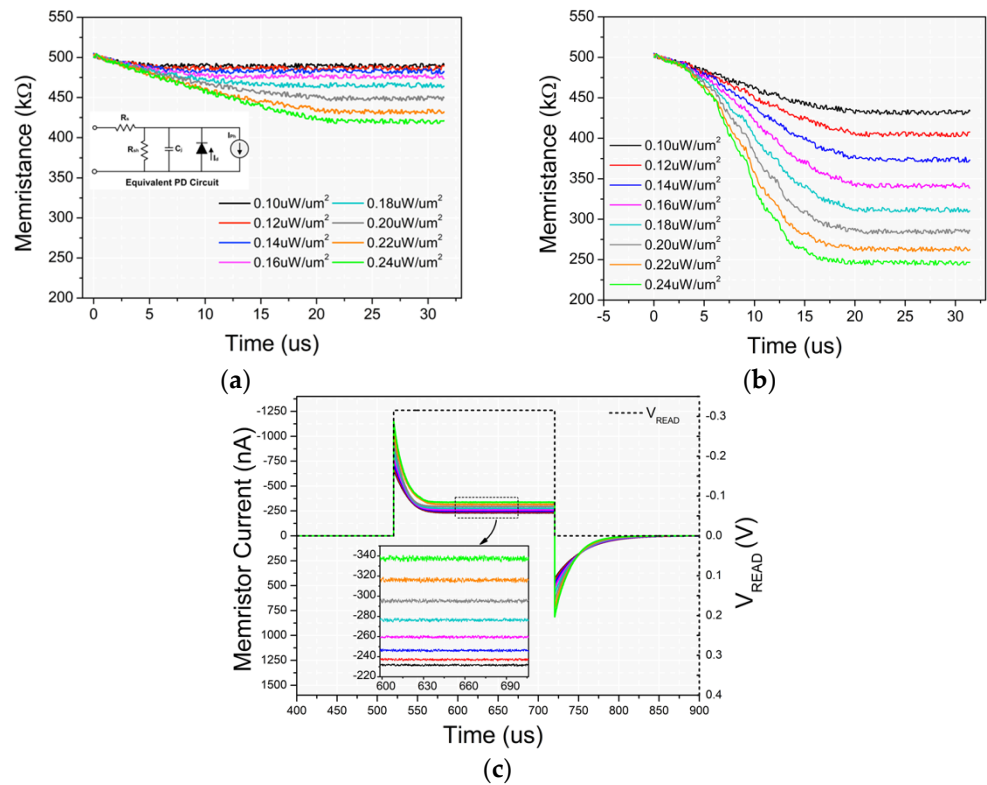 550
500
450
400
350
300
250
200
Memristance (kΩ)
Rs
Rsh
Cj
Id
IPh
Equivalent PD Circuit
0.10uW/um²
0.12uW/um²
0.14uW/um²
0.16uW/um²
0.18uW/um²
0.20uW/um²
0.22uW/um²
0.24uW/um²
0 5 10 15 20 25 30
Time (us)
(a)
550
500
450
400
350
300
250
200
Memristance (kΩ)
0.10uW/um²
0.12uW/um²
0.14uW/um²
0.16uW/um²
0.18uW/um²
0.20uW/um²
0.22uW/um²
0.24uW/um²
-5 0 5 10 15 20 25 30
Time (us)
(b)
-1250
-1000
-750
-500
-250
0
250
500
750
1000
1250
1500
Memristor Current (nA)
VREAD
-340
-320
-300
-280
-260
-240
-220
600 630 660 690
-0.3
-0.2
-0.1
0.0
0.1
0.2
0.3
0.4
VREAD (V)
400 450 500 550 600 650 700 750 800 850 900
Time (us)
(c)